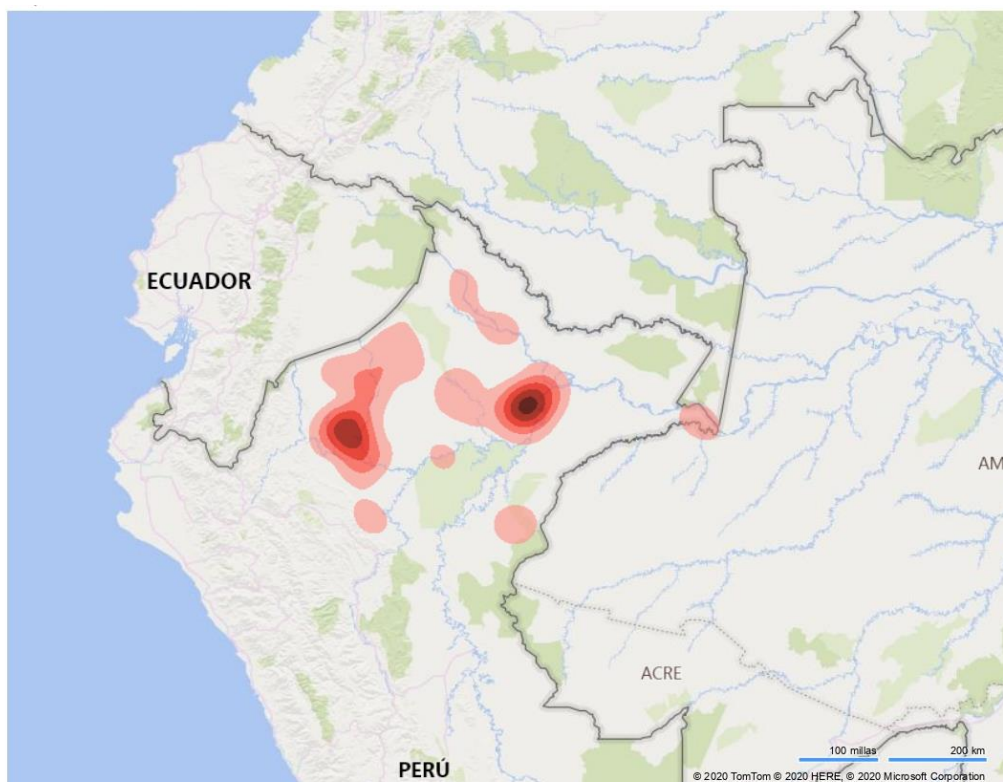 ECUADOR
AM
ACRE
100 millas
200 km
PERÚ
© 2020 TomTom © 2020 HERE, © 2020 Microsoft Corporation